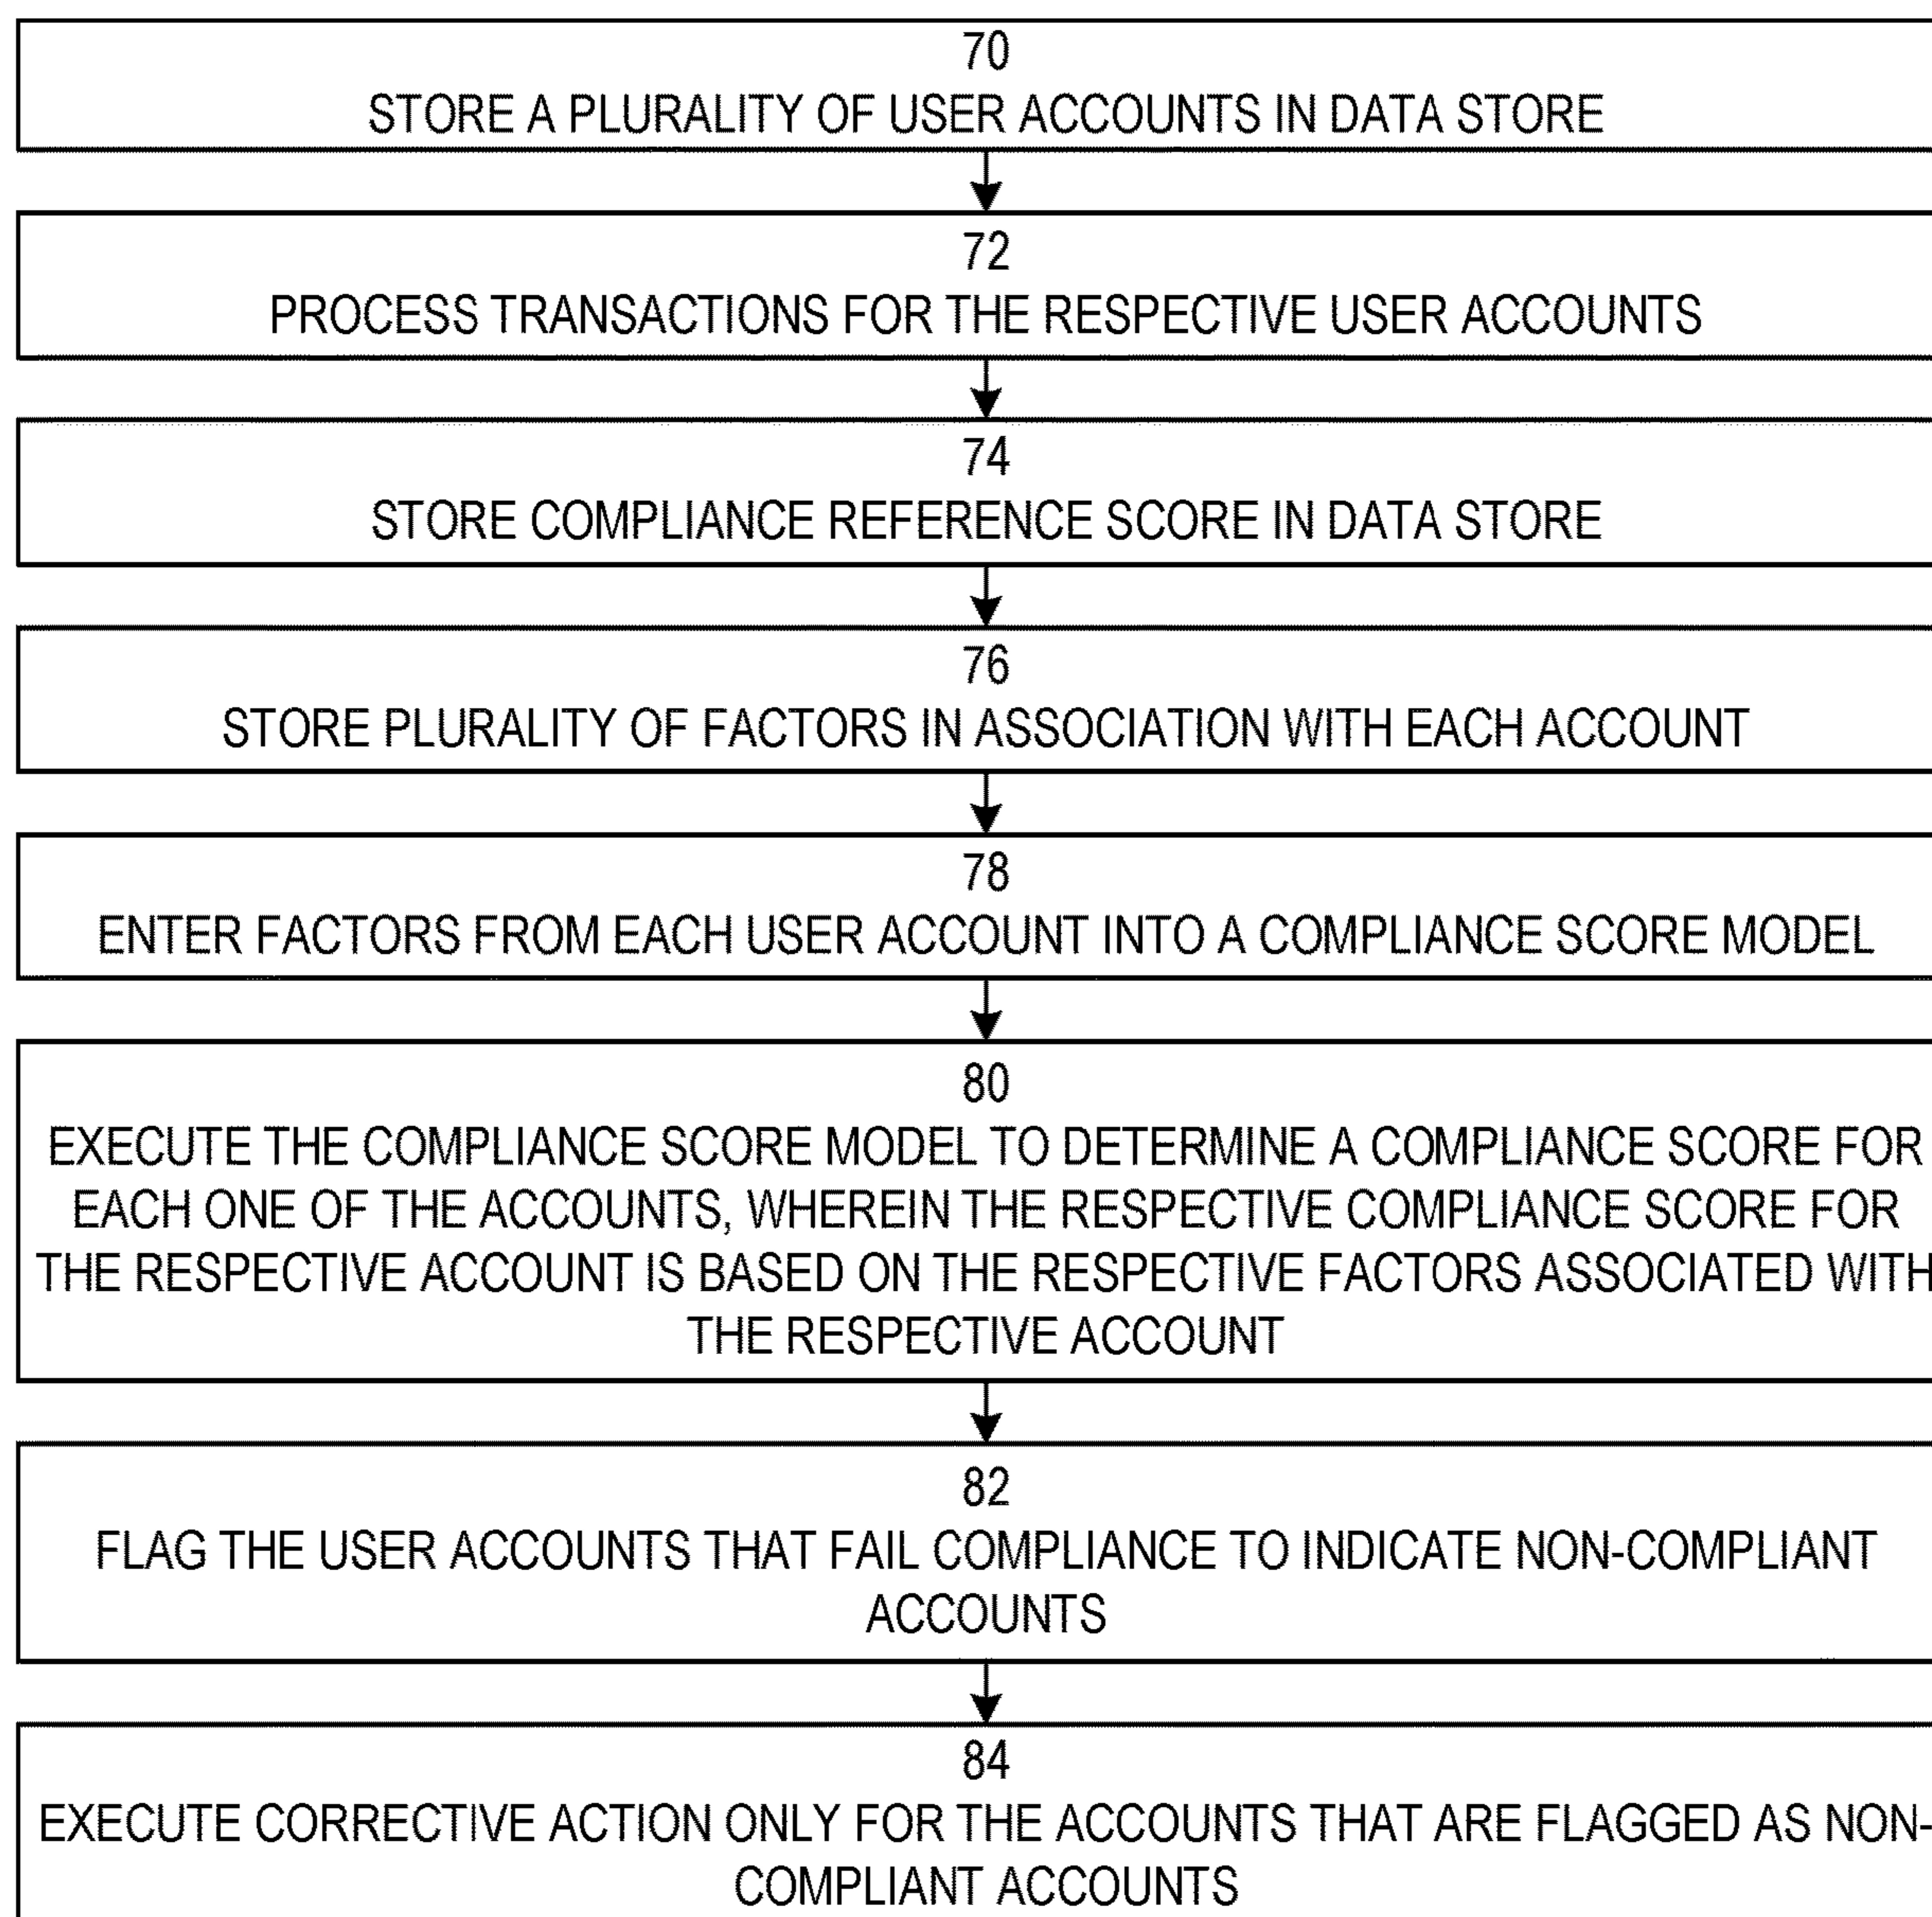 70
STORE A PLURALITY OF USER ACCOUNTS IN DATA STORE
72
PROCESS TRANSACTIONS FOR THE RESPECTIVE USER ACCOUNTS
74
STORE COMPLIANCE REFERENCE SCORE IN DATA STORE
76
STORE PLURALITY OF FACTORS IN ASSOCIATION WITH EACH ACCOUNT
78
ENTER FACTORS FROM EACH USER ACCOUNT INTO A COMPLIANCE SCORE MODEL
80
EXECUTE THE COMPLIANCE SCORE MODEL TO DETERMINE A COMPLIANCE SCORE FOR
EACH ONE OF THE ACCOUNTS, WHEREIN THE RESPECTIVE COMPLIANCE SCORE FOR
THE RESPECTIVE ACCOUNT IS BASED ON THE RESPECTIVE FACTORS ASSOCIATED WITH
THE RESPECTIVE ACCOUNT
82
FLAG THE USER ACCOUNTS THAT FAIL COMPLIANCE TO INDICATE NON-COMPLIANT
ACCOUNTS
84
EXECUTE CORRECTIVE ACTION ONLY FOR THE ACCOUNTS THAT ARE FLAGGED AS NON-
COMPLIANT ACCOUNTS